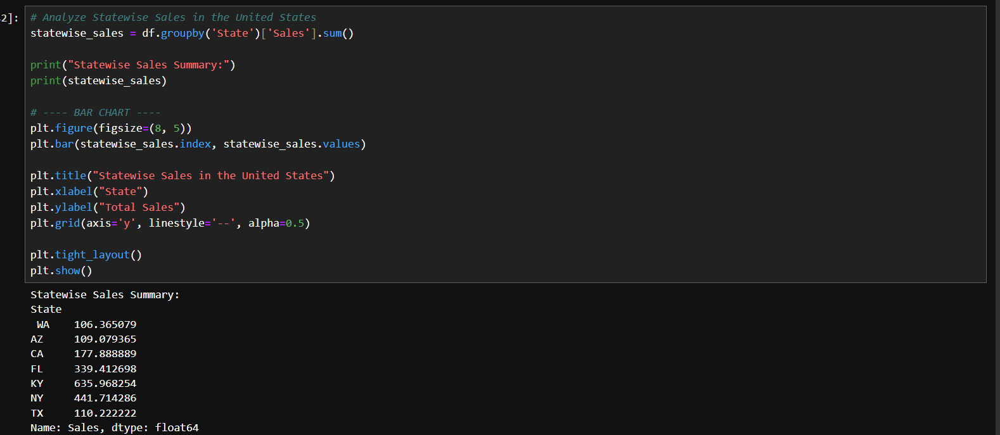 2]:
# Analyze Statewise Sales in the United States
statewise_sales = df.groupby('State')['Sales'].sum()
print("Statewise Sales Summary:")
print(statewise_sales)
# ---- BAR CHART ----
plt.figure(figsize=(8, 5))
plt.bar(statewise_sales.index, statewise_sales.values)
plt.title("Statewise Sales in the United States")
plt.xlabel("State")
plt.ylabel("Total Sales")
plt.grid(axis='y', linestyle='--', alpha=0.5)
plt.tight_layout()
plt.show()
Statewise Sales Summary:
State
 WA    106.365079
AZ     109.079365
CA     177.888889
FL     339.412698
KY     635.968254
NY     441.714286
TX     110.222222
Name: Sales, dtype: float64